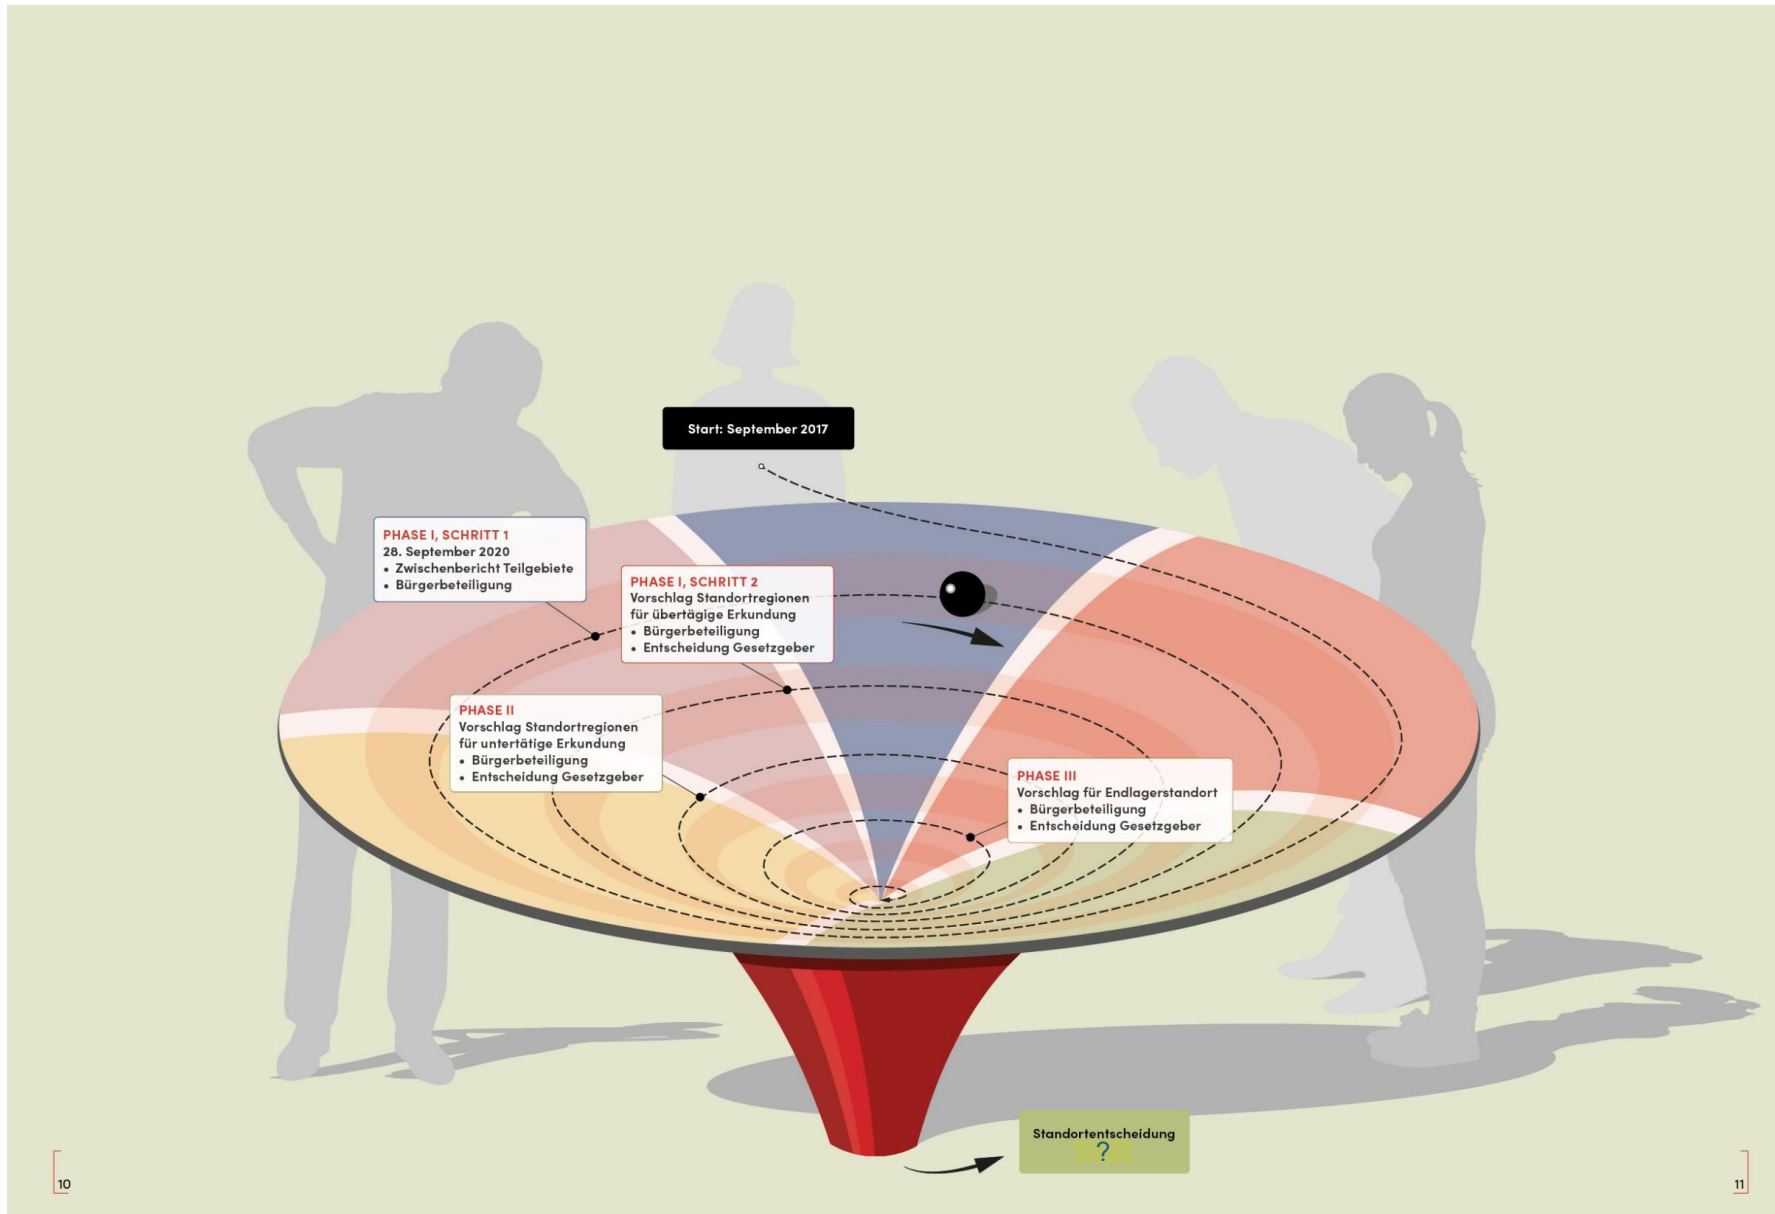 Start: September 2017
PHASE I, SCHRITT 1
28. September 2020
• Zwischenbericht Teilgebiete
• Bürgerbeteiligung
PHASE I, SCHRITT 2
Vorschlag Standortregionen
für übertägige Erkundung
• Bürgerbeteiligung
• Entscheidung Gesetzgeber
PHASE II
Vorschlag Standortregionen
für untertätige Erkundung
• Bürgerbeteiligung
• Entscheidung Gesetzgeber
PHASE III
Vorschlag für Endlagerstandort
• Bürgerbeteiligung
• Entscheidung Gesetzgeber
Standortentscheidung
?
10
11